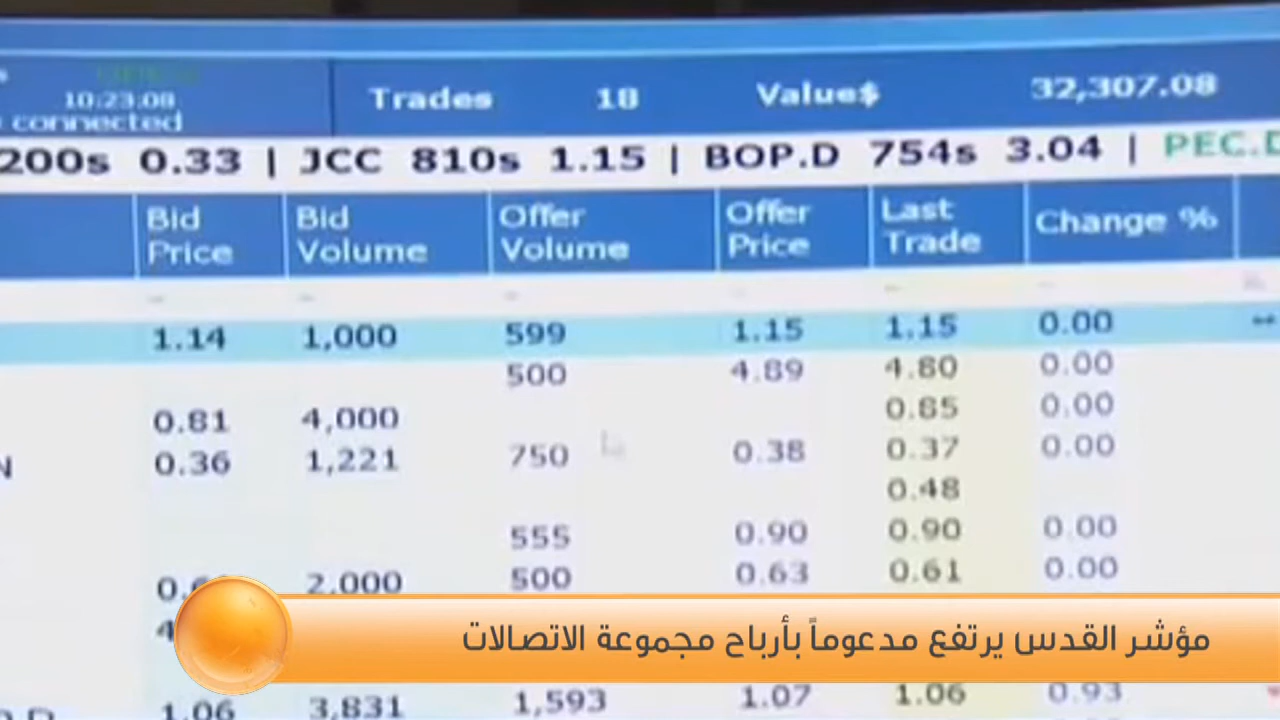 10:23:08 Trades 18 Value$ 32,307.08
connected
200s 0.33 | JCC 810s 1.15 | BOP.D 754s 3.04 | PEC.D
Bid Price Bid Volume Offer Volume Offer Price Last Trade Change %
1.14 1,000 599 1.15 1.15 0.00
500 4.89 4.80 0.00
0.81 4,000 0.85 0.00
N 0.36 1,221 750 0.38 0.37 0.00
0.48
555 0.90 0.90 0.00
2,000 500 0.63 0.61 0.00
مؤشر القدس يرتفع مدعوماً بأرباح مجموعة الاتصالات
1.06 3,831 1,593 1.07 1.06 0.93